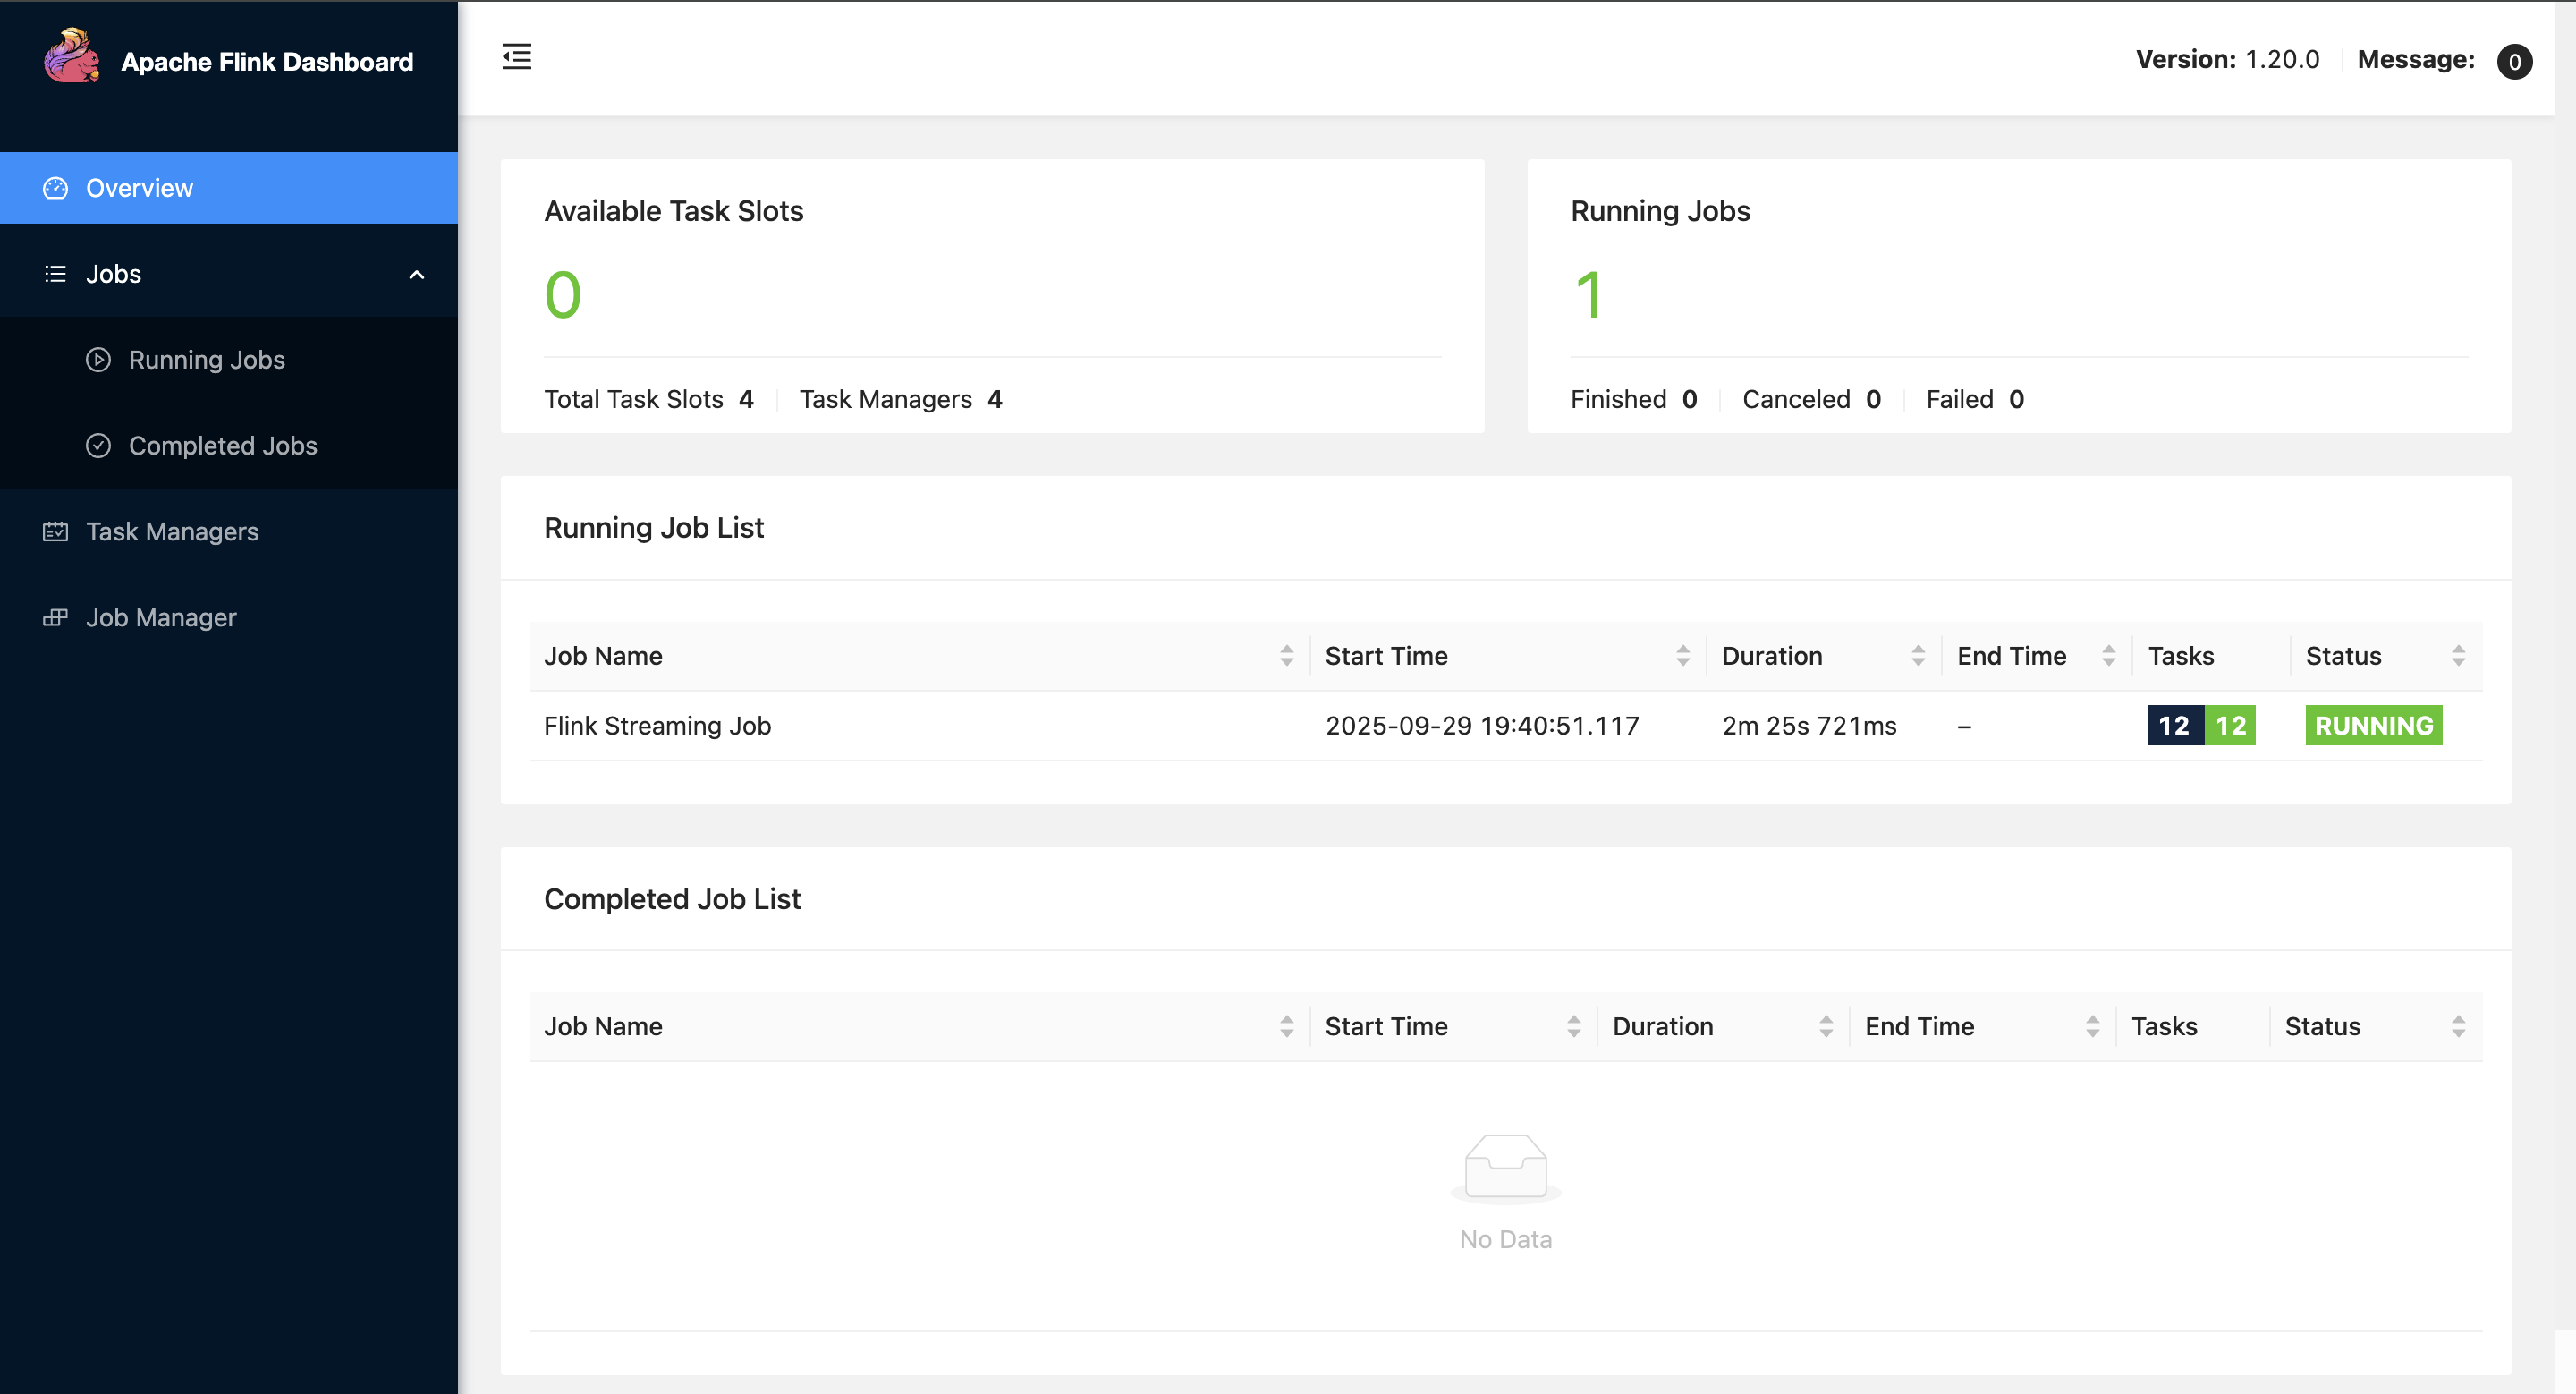 Apache Flink Dashboard
Version: 1.20.0 Message: 0
Overview
Jobs
Running Jobs
Completed Jobs
Task Managers
Job Manager
Available Task Slots
0
Total Task Slots 4 Task Managers 4
Running Jobs
1
Finished 0 Canceled 0 Failed 0
Running Job List
Job Name Start Time Duration End Time Tasks Status
Flink Streaming Job 2025-09-29 19:40:51.117 2m 25s 721ms – 12 12 RUNNING
Completed Job List
Job Name Start Time Duration End Time Tasks Status
No Data